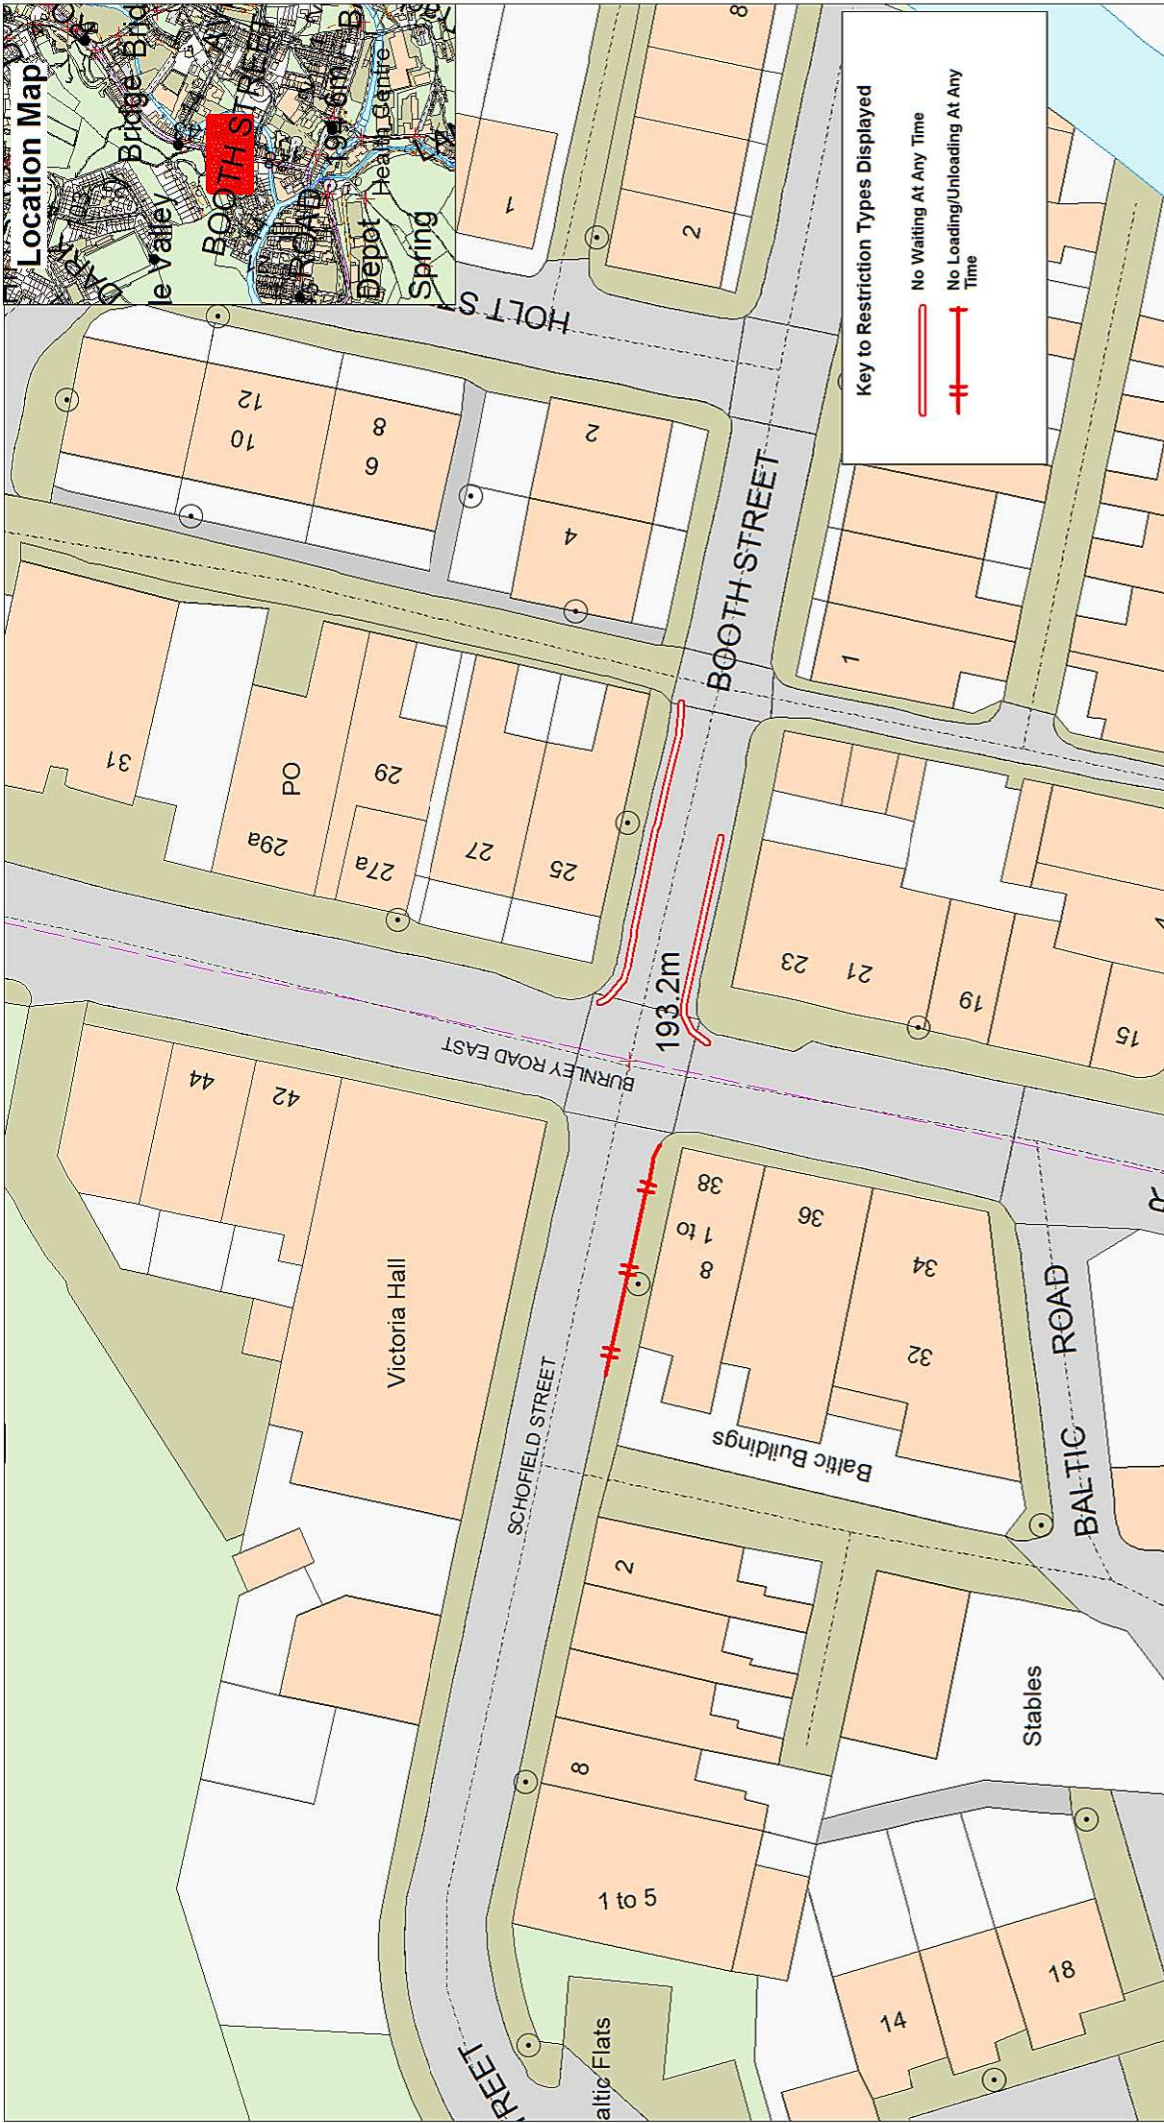 Location Map
Bridge
BOOTH STREET
ROAD
Depot
Health Centre
Spring
Key to Restriction Types Displayed
No Waiting At Any Time
No Loading/Unloading At Any
Time
31
29a
PO
27a
29
27
25
10
12
6
8
4
2
HOLT ST
1
2
8
BOOTH STREET
1
193.2m
BURNLEY ROAD EAST
23
21
19
15
44
42
Victoria Hall
SCHOFIELD STREET
38
1 to
8
36
34
32
Baltic Buildings
BALTIC ROAD
R
2
8
1 to 5
Stables
14
18
REET
altic Flats